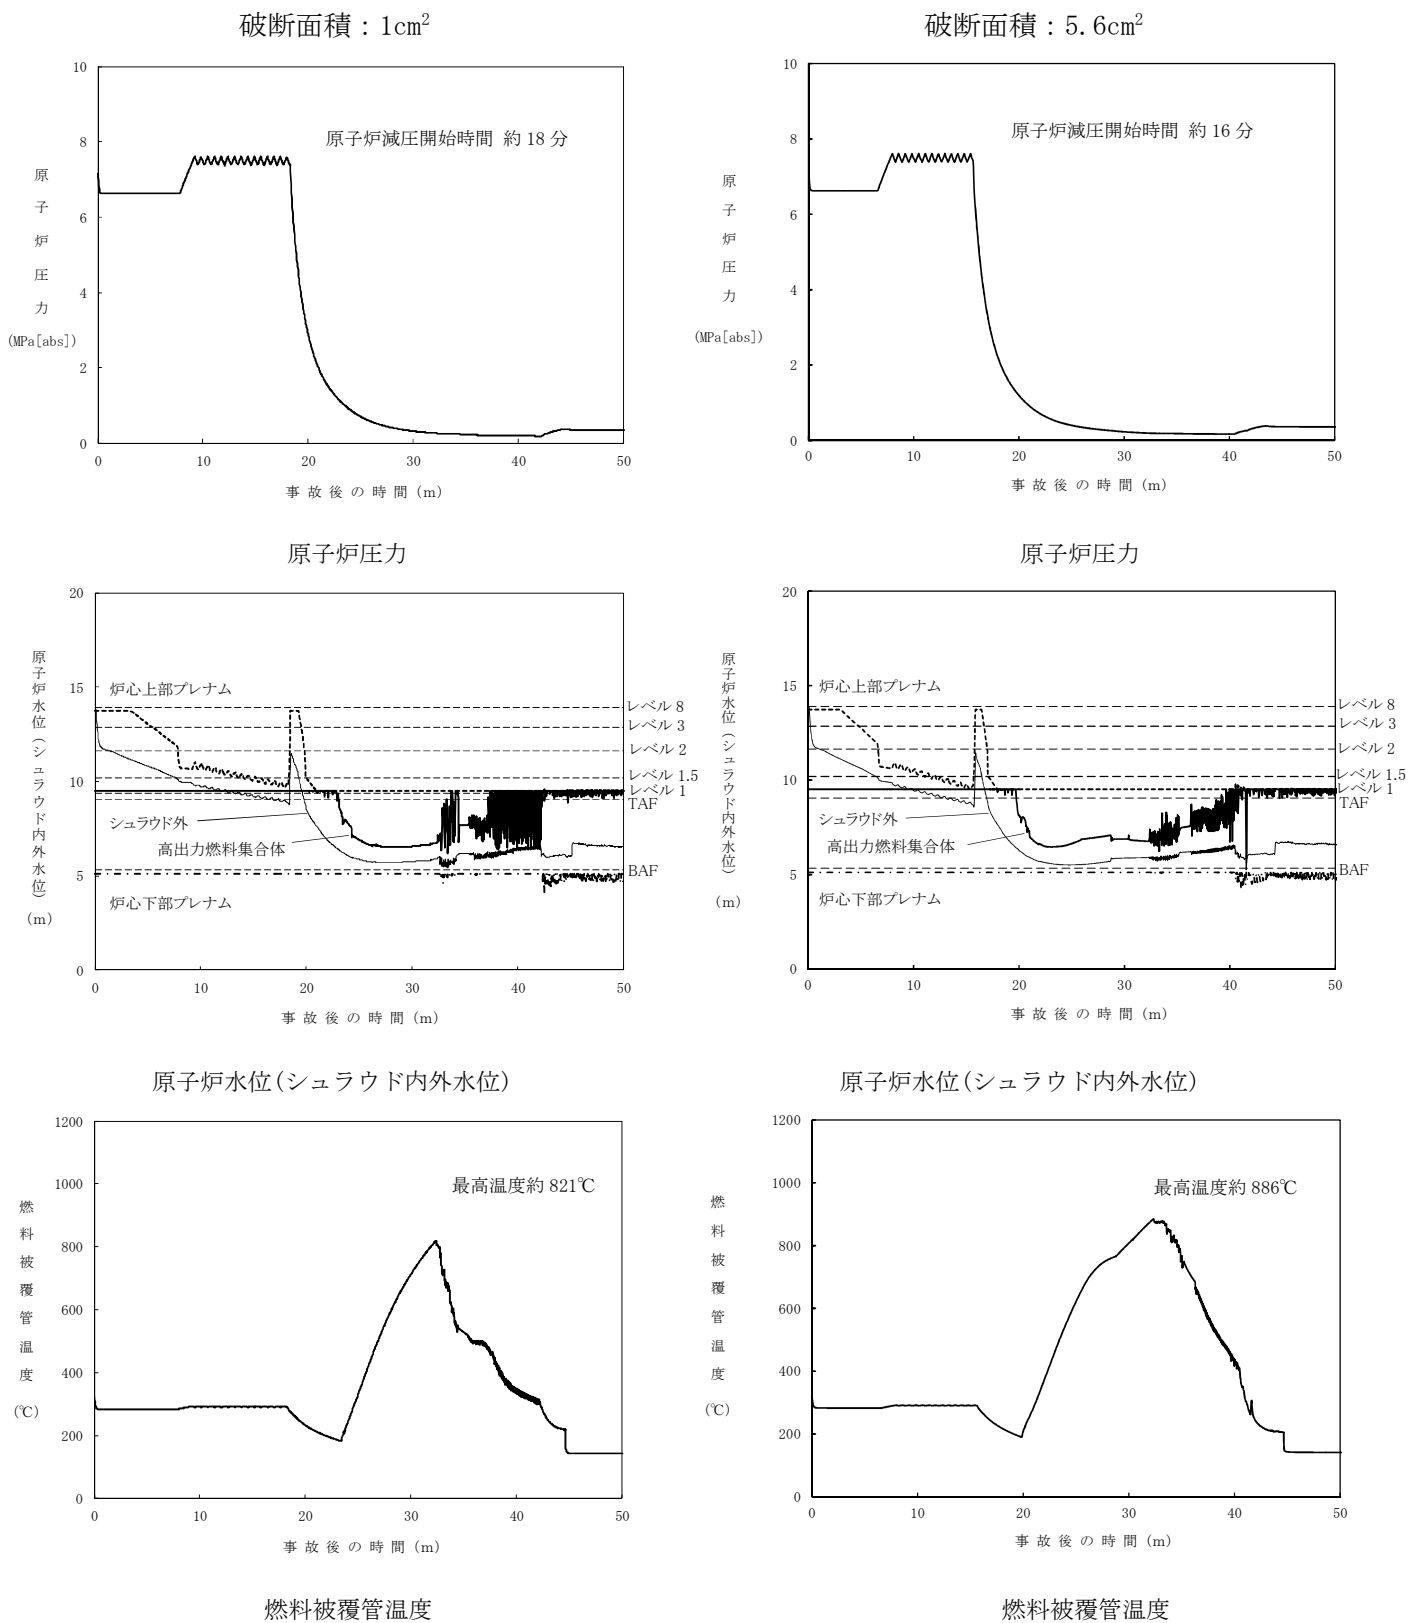 破断面積：1cm²
10
8
6
4
2
0
原子炉圧力
(MPa[abs])
原子炉減圧開始時間 約 18 分
0 10 20 30 40 50
事故後の時間 (m)
原子炉圧力
破断面積：5.6cm²
10
8
6
4
2
0
原子炉圧力
(MPa[abs])
原子炉減圧開始時間 約 16 分
0 10 20 30 40 50
事故後の時間 (m)
原子炉圧力
20
15
10
5
0
原子炉水位（シュラウド内外水位）
(m)
炉心上部プレナム
シュラウド外
高出力燃料集合体
炉心下部プレナム
レベル 8
レベル 3
レベル 2
レベル 1.5
レベル 1
TAF
BAF
0 10 20 30 40 50
事故後の時間 (m)
原子炉水位(シュラウド内外水位)
20
15
10
5
0
原子炉水位（シュラウド内外水位）
(m)
炉心上部プレナム
シュラウド外
高出力燃料集合体
炉心下部プレナム
レベル 8
レベル 3
レベル 2
レベル 1.5
レベル 1
TAF
BAF
0 10 20 30 40 50
事故後の時間 (m)
原子炉水位(シュラウド内外水位)
1200
1000
800
600
400
200
0
燃料被覆管温度
(℃)
最高温度約 821℃
0 10 20 30 40 50
事故後の時間 (m)
燃料被覆管温度
1200
1000
800
600
400
200
0
燃料被覆管温度
(℃)
最高温度約 886℃
0 10 20 30 40 50
事故後の時間 (m)
燃料被覆管温度